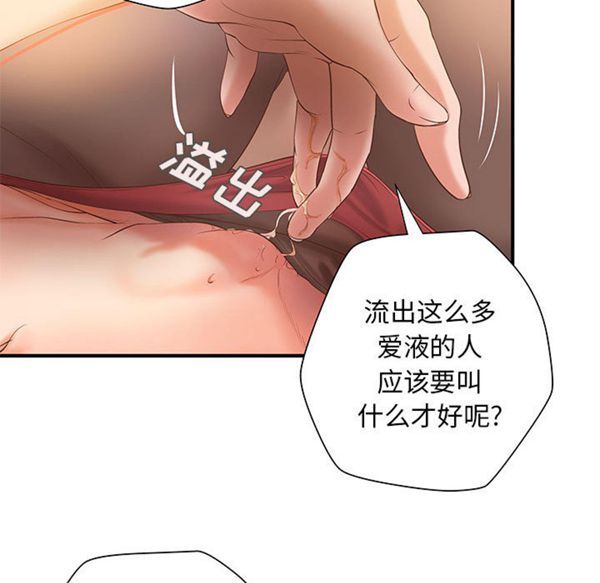 溢出
流出这么多
爱液的人
应该要叫
什么才好呢?